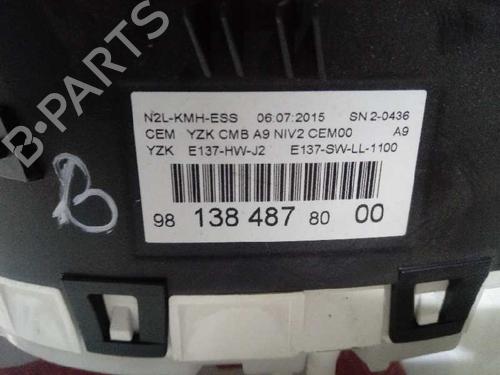 B-PARTS
N2L-KMH-ESS 06.07:2015 SN 2-0436
CEM YZK CMB A9 NIV2 CEM00 A9
YZK E137-HW-J2 E137-SW-LL-1100
98 138 487 80 00
B